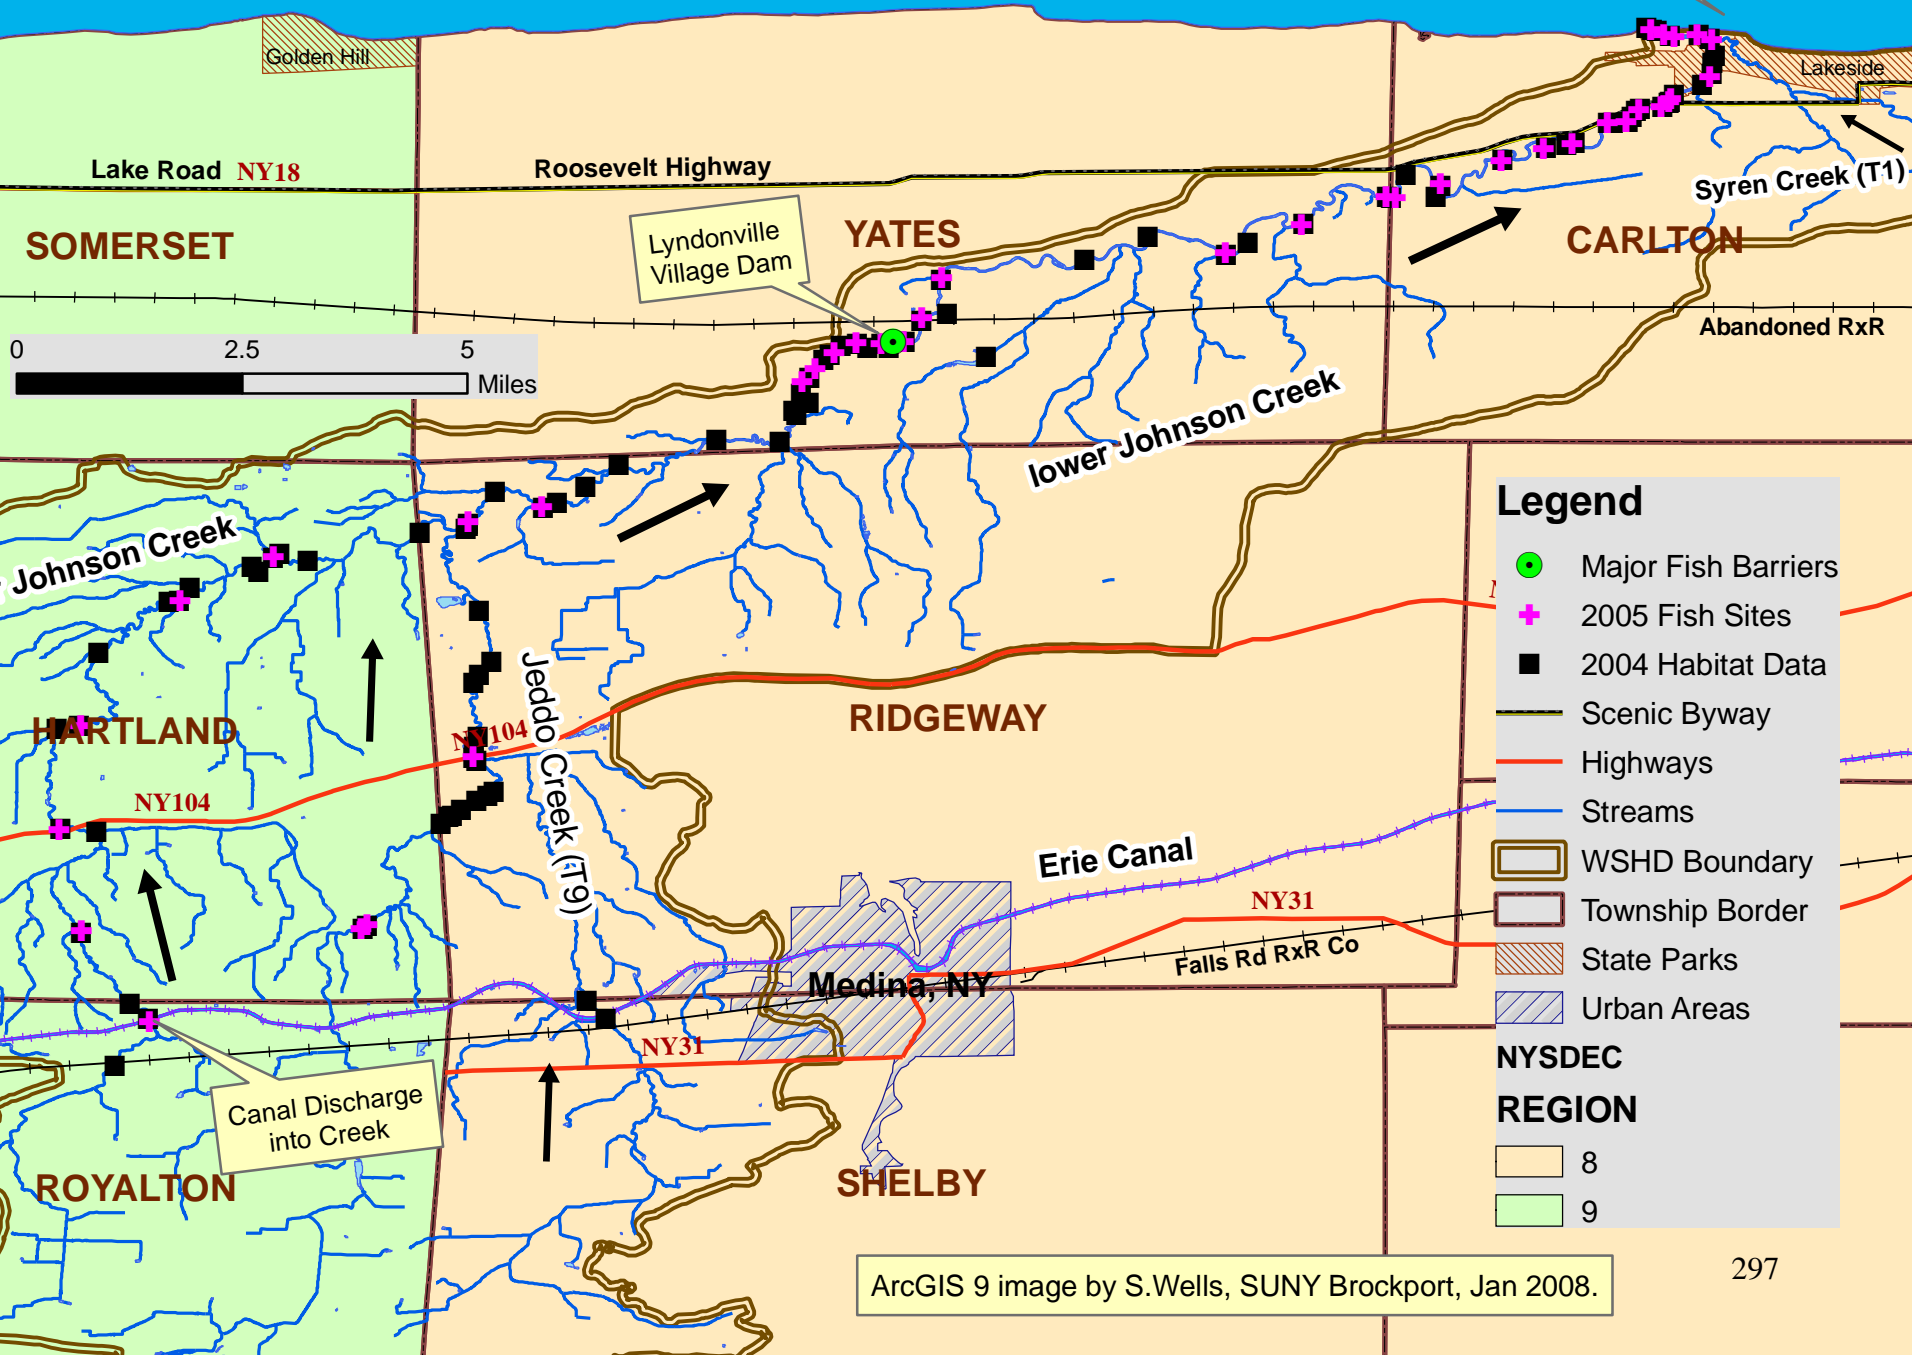 Golden Hill
Lakeside
Lake Road NY18
Roosevelt Highway
Syren Creek (T1)
SOMERSET
YATES
CARLTON
Lyndonville
Village Dam
Abandoned RxR
0 2.5 5
Miles
lower Johnson Creek
Johnson Creek
Jeddo Creek (T9)
HARTLAND
RIDGEWAY
NY104
NY104
Erie Canal
NY31
Falls Rd RxR Co
Medina, NY
NY31
Canal Discharge
into Creek
ROYALTON
SHELBY
Legend
Major Fish Barriers
2005 Fish Sites
2004 Habitat Data
Scenic Byway
Highways
Streams
WSHD Boundary
Township Border
State Parks
Urban Areas
NYSDEC
REGION
8
9
ArcGIS 9 image by S.Wells, SUNY Brockport, Jan 2008.
297